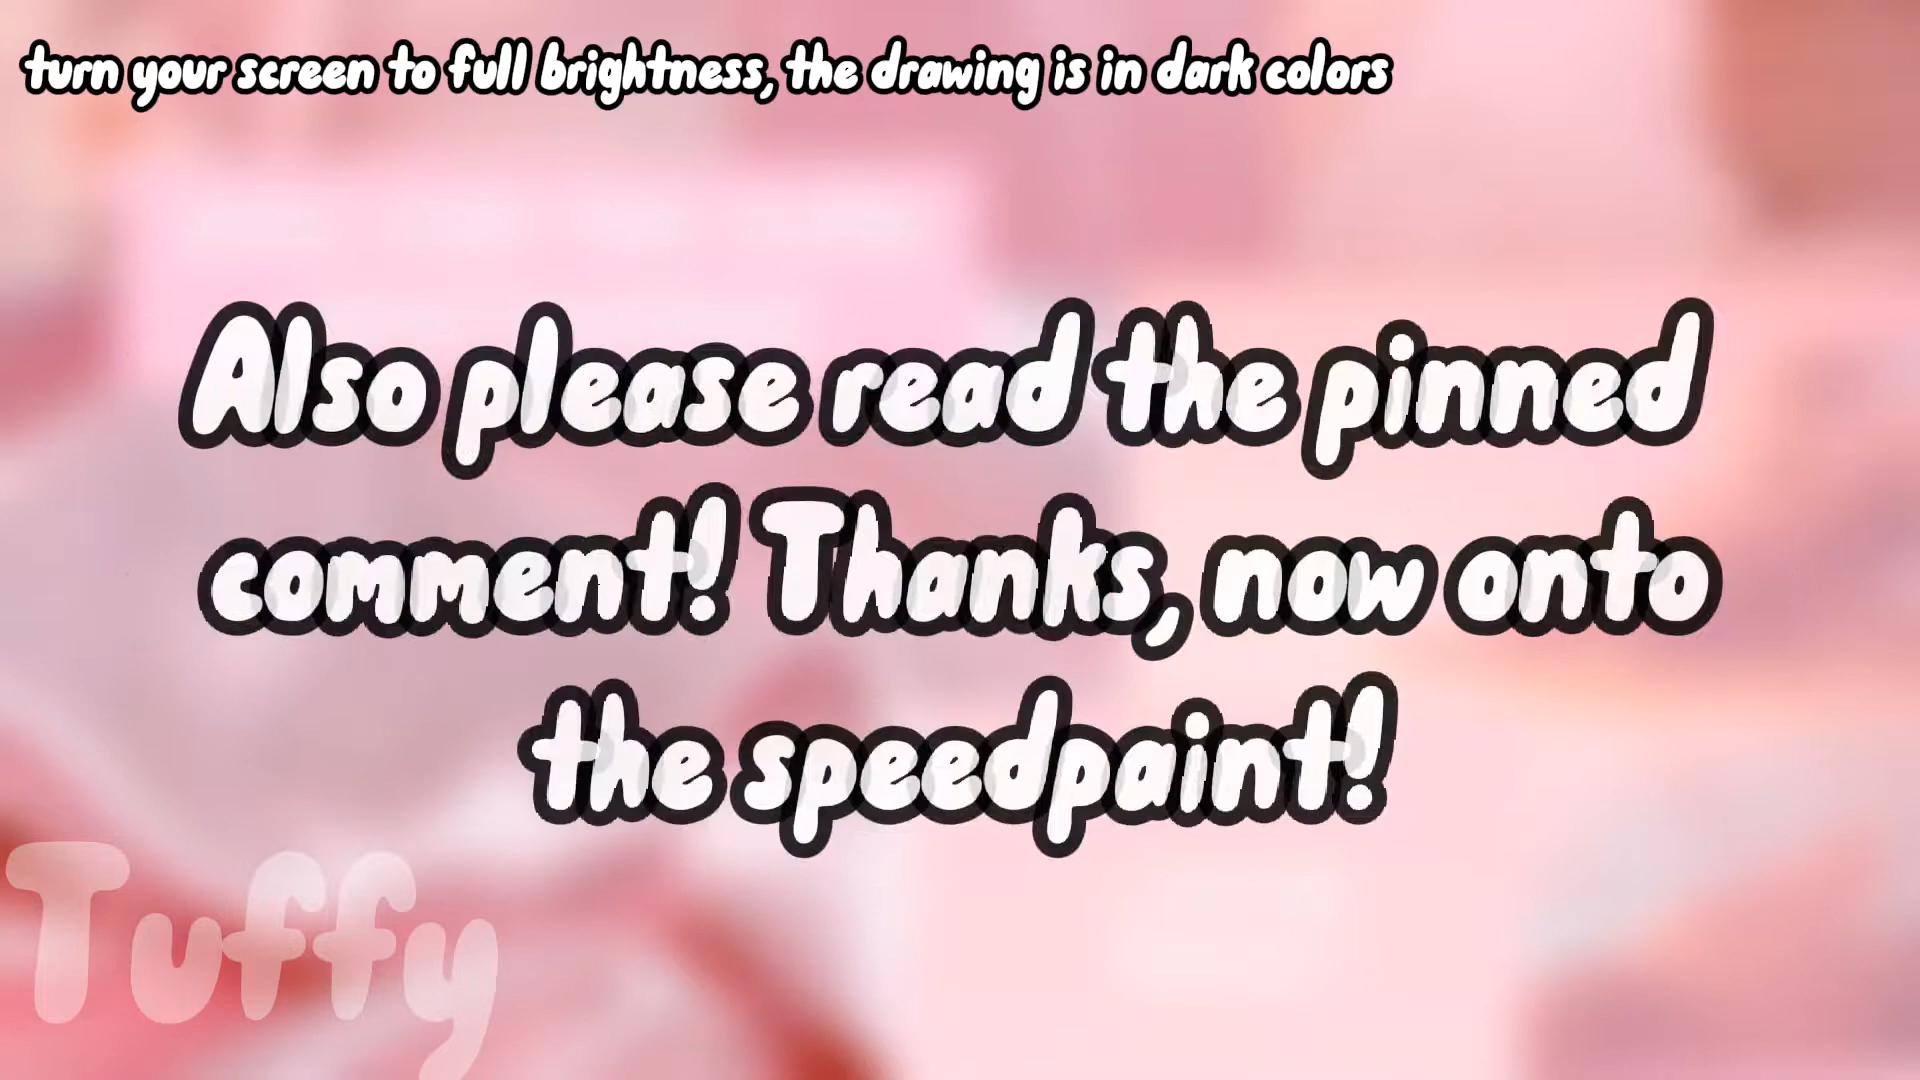 turn your screen to full brightness, the drawing is in dark colors
Also please read the pinned
comment! Thanks, now onto
the speedpaint!
Tuffy